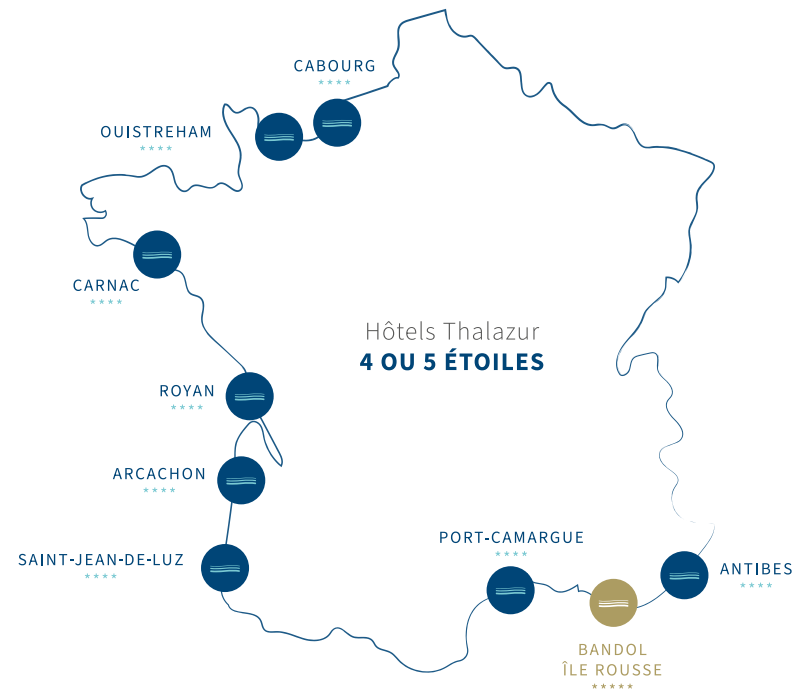 CABOURG
****
OUISTREHAM
****
CARNAC
****
Hôtels Thalazur
4 OU 5 ÉTOILES
ROYAN
****
ARCACHON
****
SAINT-JEAN-DE-LUZ
****
PORT-CAMARGUE
****
ANTIBES
****
BANDOL
ÎLE ROUSSE
*****